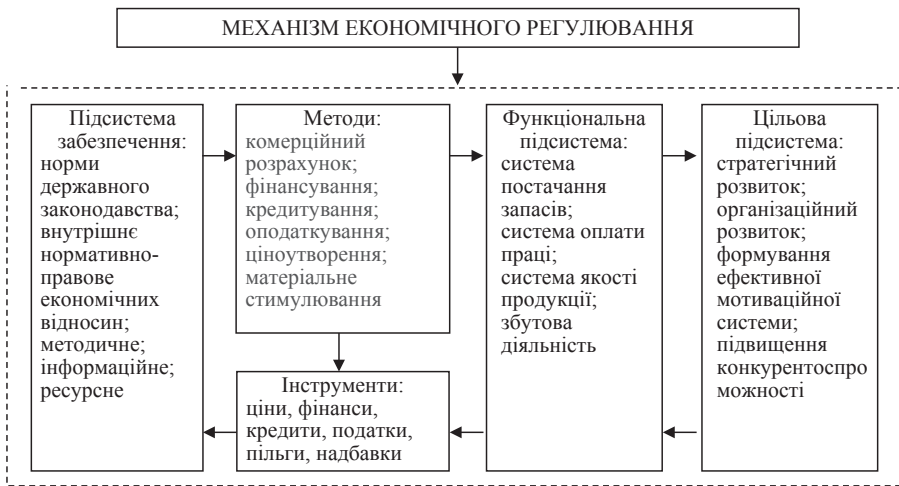 МЕХАНІЗМ ЕКОНОМІЧНОГО РЕГУЛЮВАННЯ
Підсистема
забезпечення:
норми
державного
законодавства;
внутрішнє
нормативно-
правове
економічних
відносин;
методичне;
інформаційне;
ресурсне
Методи:
комерційний
розрахунок;
фінансування;
кредитування;
оподаткування;
ціноутворення;
матеріальне
стимулювання
Інструменти:
ціни, фінанси,
кредити, податки,
пільги, надбавки
Функціональна
підсистема:
система
постачання
запасів;
система оплати
праці;
система якості
продукції;
збутова
діяльність
Цільова
підсистема:
стратегічний
розвиток;
організаційний
розвиток;
формування
ефективної
мотиваційної
системи;
підвищення
конкурентоспро
можності